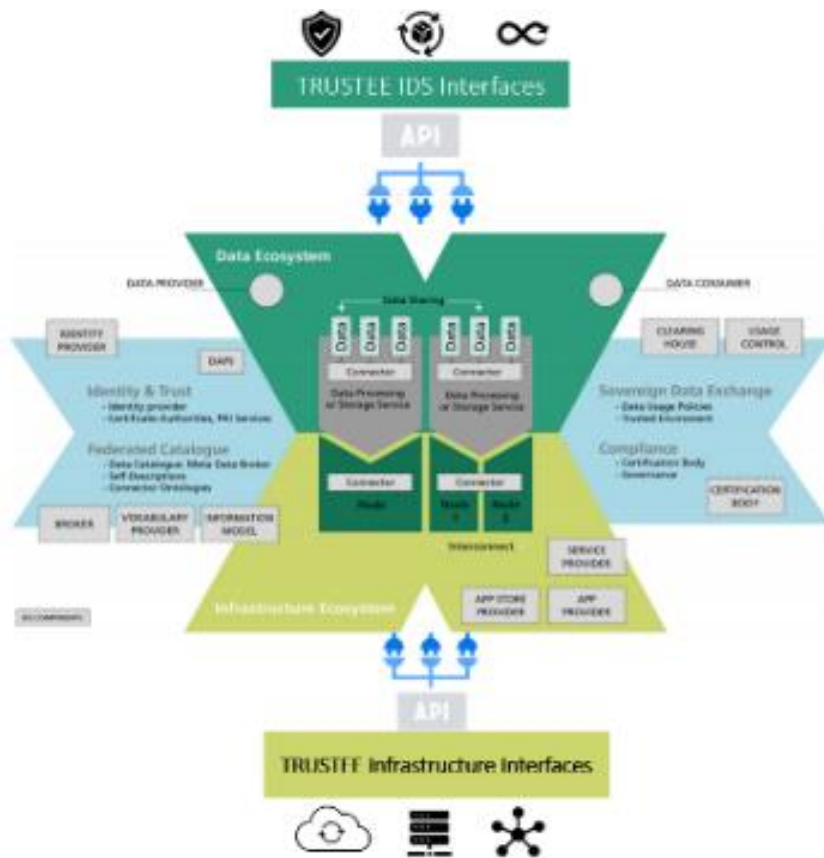 TRUSTEE IDS Interfaces
API
Data Ecosystem
DATA PROVIDER
DATA CONSUMER
Data Sharing
Data
Data
Data
Data
Data
Data
IDENTITY
PROVIDER
CLEARING
HOUSE
USAGE
CONTROL
DAPS
Connector
Connector
Data Processing
or Storage Service
Data Processing
or Storage Service
Identity & Trust
- Identity provider
- Certificate Authorities, PKI Services
Sovereign Data Exchange
- Data Usage Policies
- Trusted Environment
Federated Catalogue
- Data Catalogue: Meta Data Broker
- Self-Descriptions
- Connector Ontologies
Compliance
- Certification Body
- Governance
Connector
Connector
Node
Node
Node
CERTIFICATION
BODY
BROKER
VOCABULARY
PROVIDER
INFORMATION
MODEL
Interconnect
SERVICE
PROVIDER
Infrastructure Ecosystem
APP STORE
PROVIDER
APP
PROVIDER
IDS COMPONENTS
API
TRUSTEE Infrastructure Interfaces